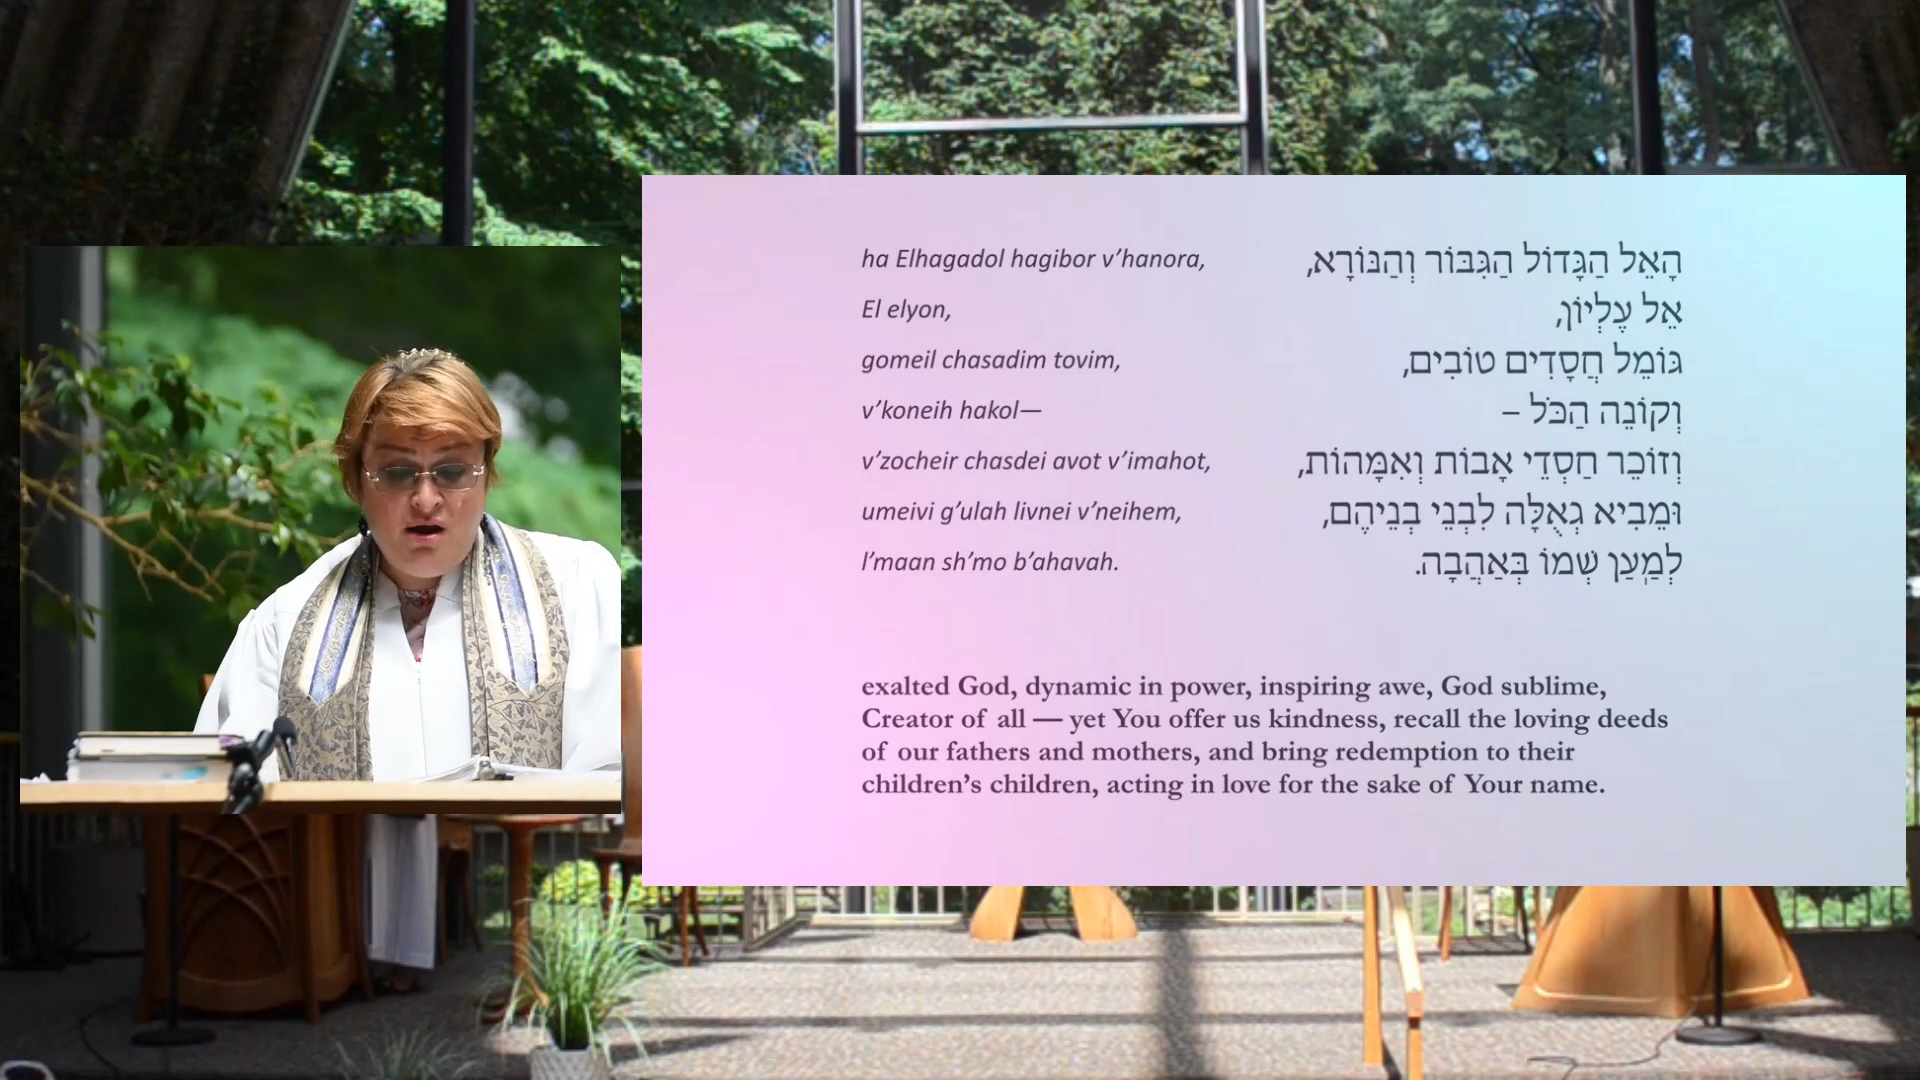 ha Elhagadol hagibor v’hanora,
El elyon,
gomeil chasadim tovim,
v’koneih hakol—
v’zocheir chasdei avot v’imahot,
umeivi g’ulah livnei v’neihem,
l’maan sh’mo b’ahavah.
הָאֵל הַגָּדוֹל הַגִּבּוֹר וְהַנּוֹרָא,
אֵל עֶלְיוֹן,
גּוֹמֵל חֲסָדִים טוֹבִים,
וְקוֹנֵה הַכֹּל –
וְזוֹכֵר חַסְדֵי אָבוֹת וְאִמָּהוֹת,
וּמֵבִיא גְאֻלָּה לִבְנֵי בְנֵיהֶם,
לְמַֽעַן שְׁמוֹ בְּאַהֲבָה.
exalted God, dynamic in power, inspiring awe, God sublime,
Creator of all — yet You offer us kindness, recall the loving deeds
of our fathers and mothers, and bring redemption to their
children’s children, acting in love for the sake of Your name.